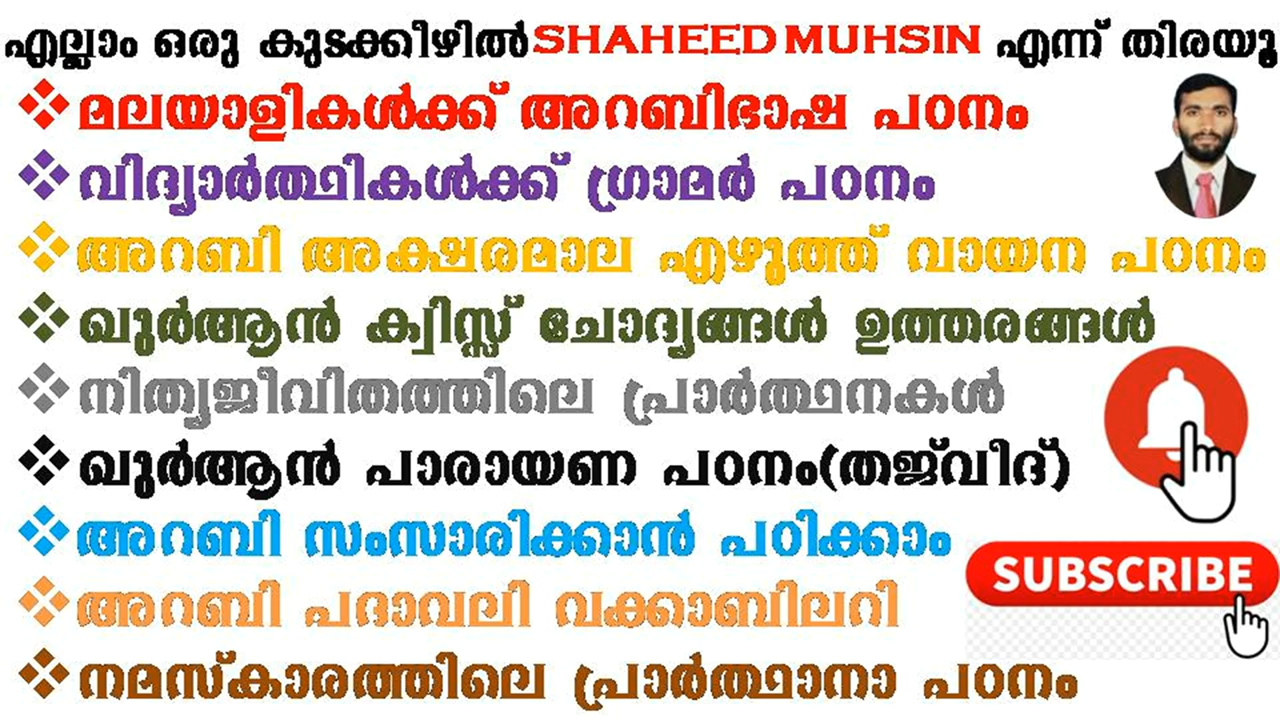 എല്ലാം ഒരു കുടക്കീഴിൽ SHAHEED MUHSIN എന്ന് തിരയൂ
മലയാളികൾക്ക് അറബിഭാഷ പഠനം
വിദ്യാർത്ഥികൾക്ക് ഗ്രാമർ പഠനം
അറബി അക്ഷരമാല എഴുത്ത് വായന പഠനം
ഖുർആൻ ക്വിസ്സ് ചോദ്യങ്ങൾ ഉത്തരങ്ങൾ
നിത്യജീവിതത്തിലെ പ്രാർത്ഥനകൾ
ഖുർആൻ പാരായണ പഠനം(തജ്‌വീദ്)
അറബി സംസാരിക്കാൻ പഠിക്കാം
SUBSCRIBE
അറബി പദാവലി വക്കാബിലറി
നമസ്കാരത്തിലെ പ്രാർത്ഥാനാ പഠനം